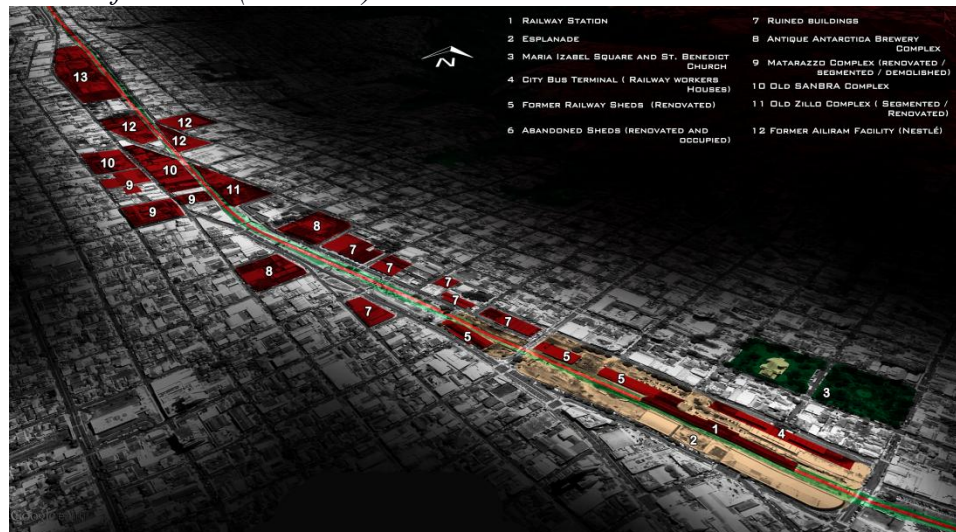 N
1 Railway Station
2 Esplanade
3 Maria Izabel Square and St. Benedict
Church
4 City Bus Terminal ( Railway workers
Houses)
5 Former Railway Sheds (Renovated)
6 Abandoned Sheds (renovated and
occupied)
7 Ruined buildings
8 Antique Antarctica Brewery
Complex
9 Matarazzo Complex (renovated /
segmented / demolished)
10 Old SANBRA Complex
11 Old Zillo Complex ( Segmented /
Renovated)
12 Former Ailiram Facility (Nestlé)
13
12
12
12
10
10
9
11
9
9
8
7
7
8
7
7
7
7
5
5
5
3
4
1
2